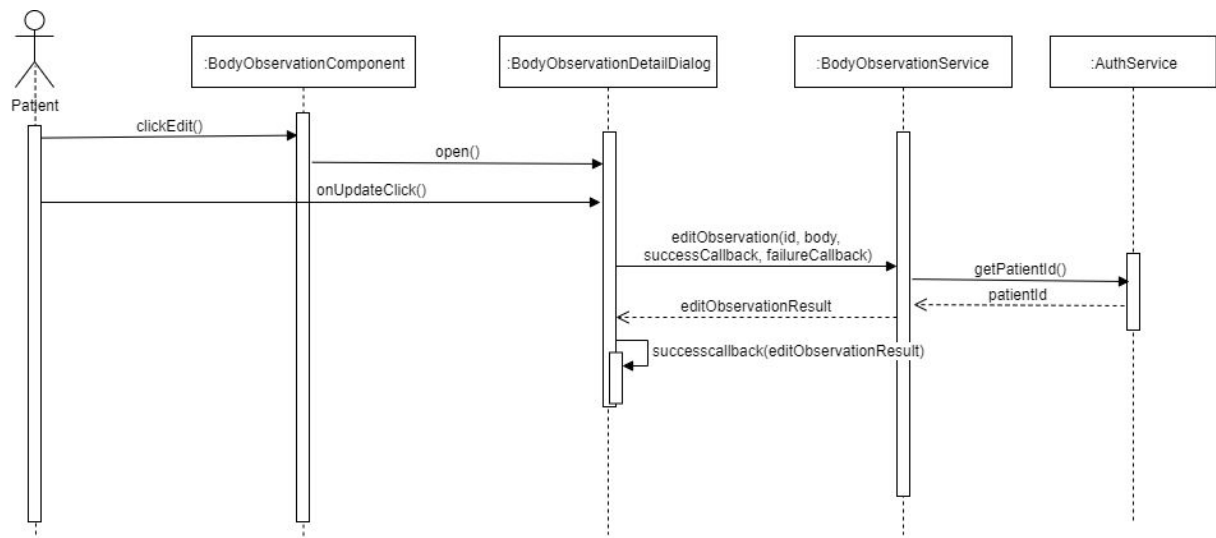 :BodyObservationComponent
:BodyObservationDetailDialog
:BodyObservationService
:AuthService
Patient
clickEdit()
open()
onUpdateClick()
editObservation(id, body,
successCallback, failureCallback)
getPatientId()
patientId
editObservationResult
successcallback(editObservationResult)